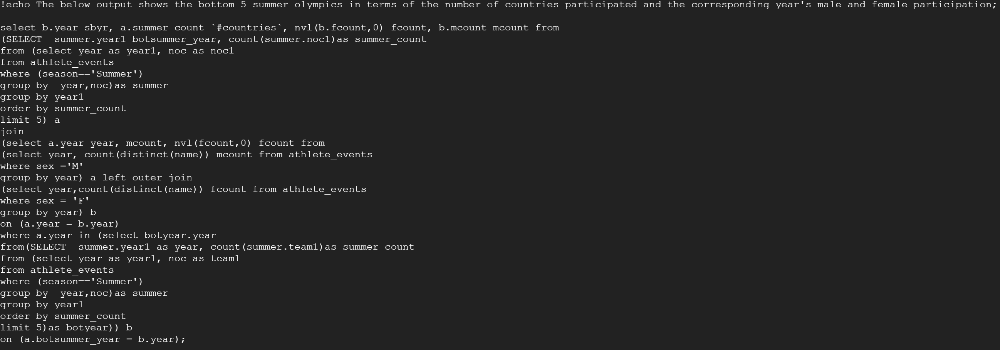 !echo The below output shows the bottom 5 summer olympics in terms of the number of countries participated and the corresponding year's male and female participation;
select b.year sbyr, a.summer_count `#countries`, nvl(b.fcount,0) fcount, b.mcount mcount from
(SELECT  summer.year1 botsummer_year, count(summer.noc1)as summer_count
from (select year as year1, noc as noc1
from athlete_events
where (season=='Summer')
group by  year,noc)as summer
group by year1
order by summer_count
limit 5) a
join
(select a.year year, mcount, nvl(fcount,0) fcount from
(select year, count(distinct(name)) mcount from athlete_events
where sex ='M'
group by year) a left outer join
(select year,count(distinct(name)) fcount from athlete_events
where sex = 'F'
group by year) b
on (a.year = b.year)
where a.year in (select botyear.year
from(SELECT  summer.year1 as year, count(summer.team1)as summer_count
from (select year as year1, noc as team1
from athlete_events
where (season=='Summer')
group by  year,noc)as summer
group by year1
order by summer_count
limit 5)as botyear)) b
on (a.botsummer_year = b.year);